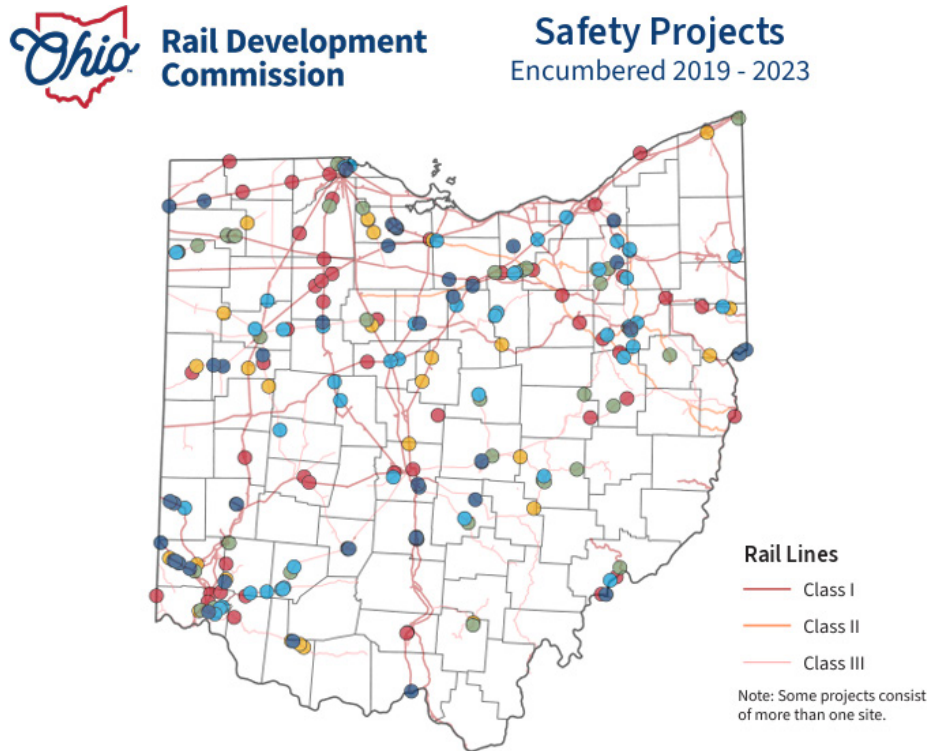 Ohio
Rail Development
Commission
Safety Projects
Encumbered 2019 - 2023
Rail Lines
Class I
Class II
Class III
Note: Some projects consist
of more than one site.